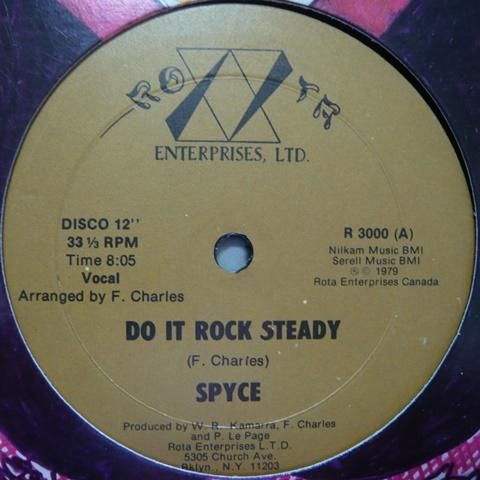 ROTA
ENTERPRISES, LTD.
DISCO 12"
33 ⅓ RPM
Time 8:05
Vocal
Arranged by F. Charles
R 3000 (A)
Nilkam Music BMI
Serell Music BMI
℗ © 1979
Rota Enterprises Canada
DO IT ROCK STEADY
(F. Charles)
SPYCE
Produced by W. R. Kamarra, F. Charles
and P. Le Page
Rota Enterprises L.T.D.
5305 Church Ave.
Bklyn., N.Y. 11203